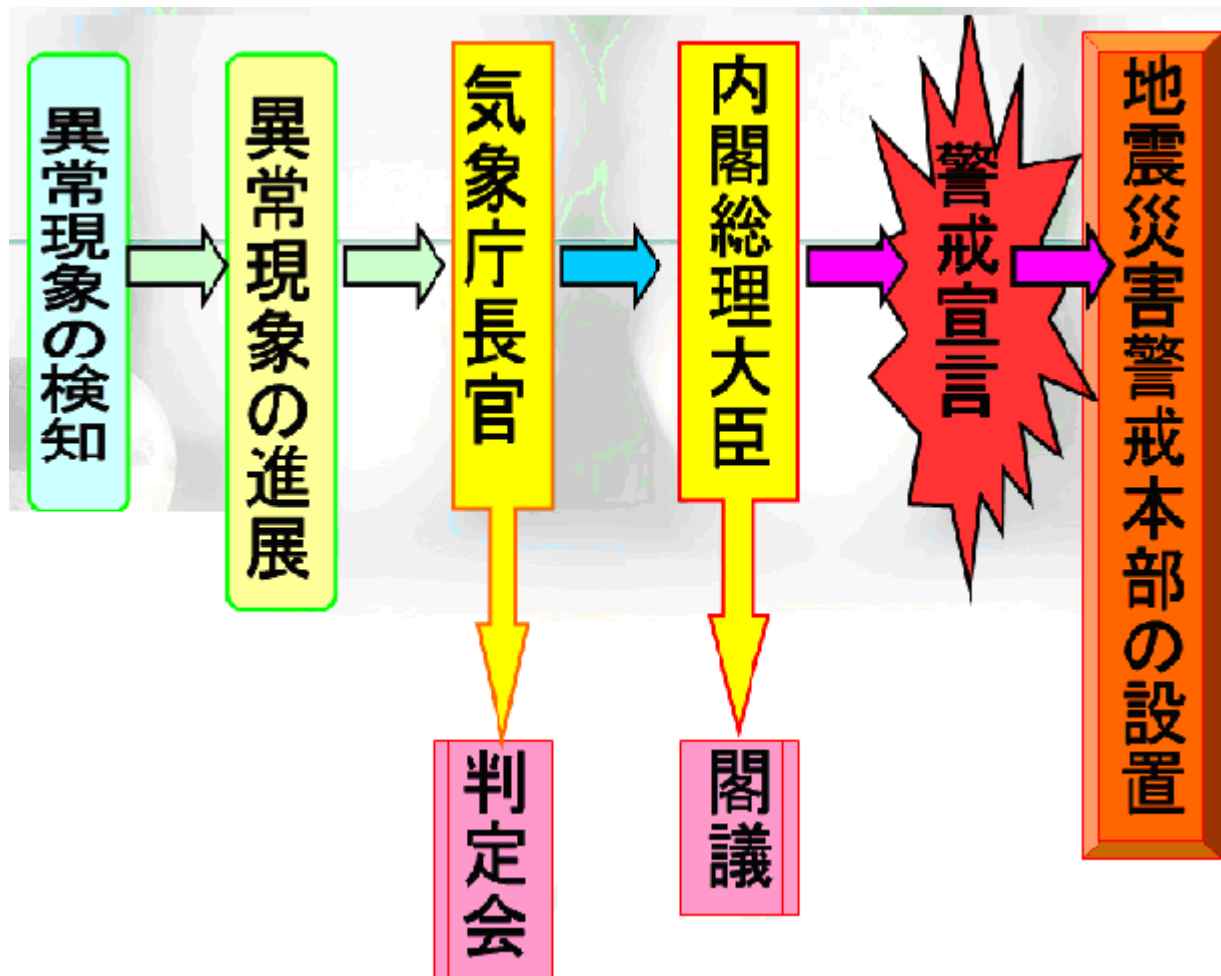 異常現象の検知
異常現象の進展
気象庁長官
判定会
内閣総理大臣
閣議
警戒宣言
地震災害警戒本部の設置